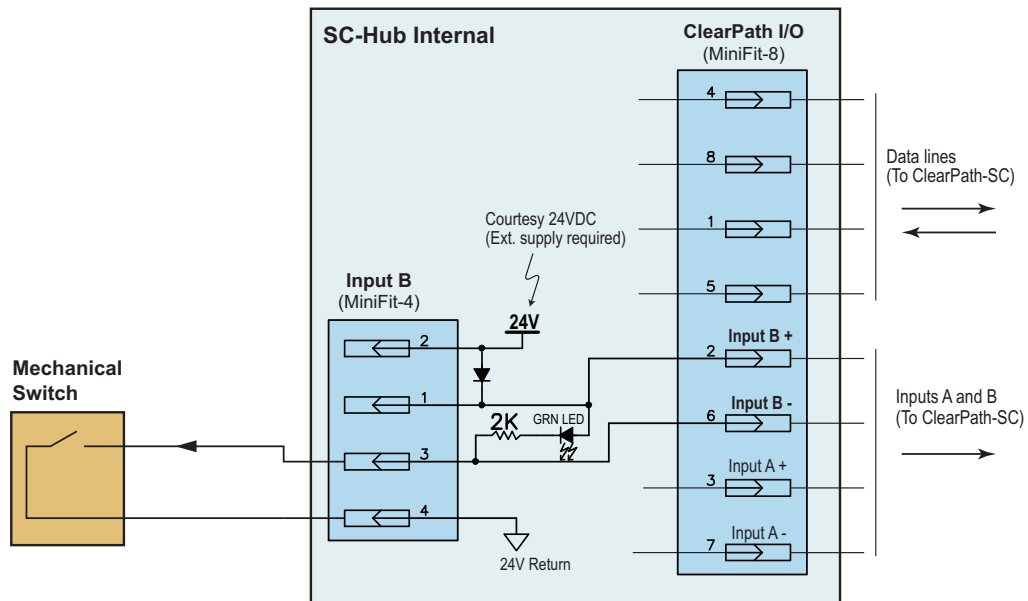 SC-Hub Internal
ClearPath I/O
(MiniFit-8)
4
8
Data lines
(To ClearPath-SC)
1
5
Courtesy 24VDC
(Ext. supply required)
Input B
(MiniFit-4)
24V
2
1
3
4
2K
GRN LED
24V Return
Input B +
2
Input B -
6
Input A +
3
Input A -
7
Inputs A and B
(To ClearPath-SC)
Mechanical
Switch